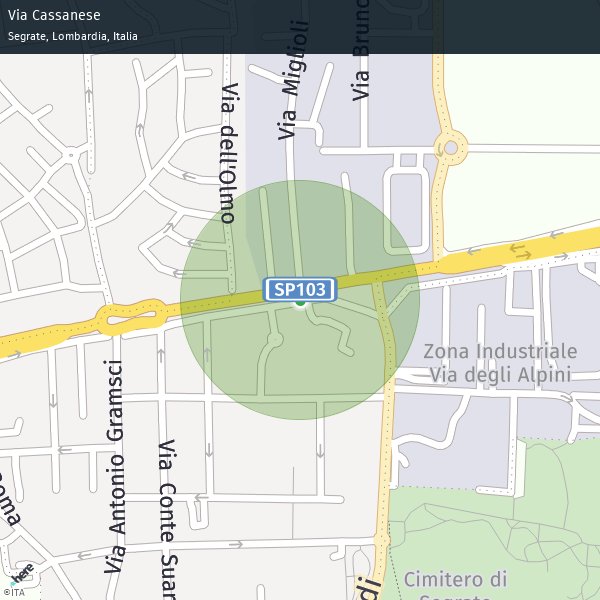 Via Cassanese
Segrate, Lombardia, Italia
Via Miglioli
Via Bruno
Via dell'Olmo
SP103
Zona Industriale
Via degli Alpini
Via Antonio Gramsci
Via Conte Suar
Roma
di
Cimitero di
Segrate
here
©ITA